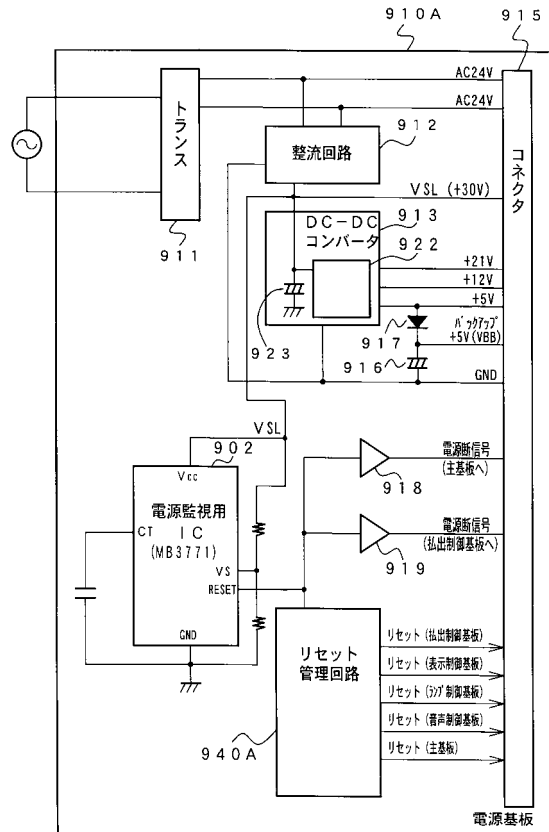 910A
915
AC24V
AC24V
トランス
911
整流回路
912
コネクタ
VSL (+30V)
DC-DC
コンバータ
913
922
+21V
+12V
+5V
923
917
バックアップ
+5V(VBB)
916
GND
VSL
902
Vcc
電源監視用
IC
(MB3771)
CT
VS
RESET
GND
電源断信号
(主基板へ)
918
電源断信号
(払出制御基板へ)
919
リセット
管理回路
940A
リセット(払出制御基板)
リセット(表示制御基板)
リセット(ランプ制御基板)
リセット(音声制御基板)
リセット(主基板)
電源基板